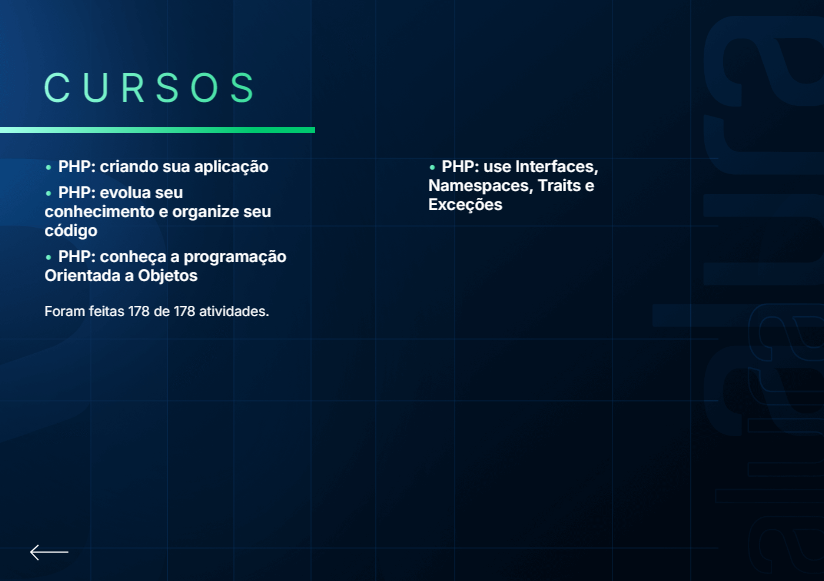 CURSOS
• PHP: criando sua aplicação
• PHP: evolua seu
conhecimento e organize seu
código
• PHP: conheça a programação
Orientada a Objetos
Foram feitas 178 de 178 atividades.
• PHP: use Interfaces,
Namespaces, Traits e
Exceções
alura
alura